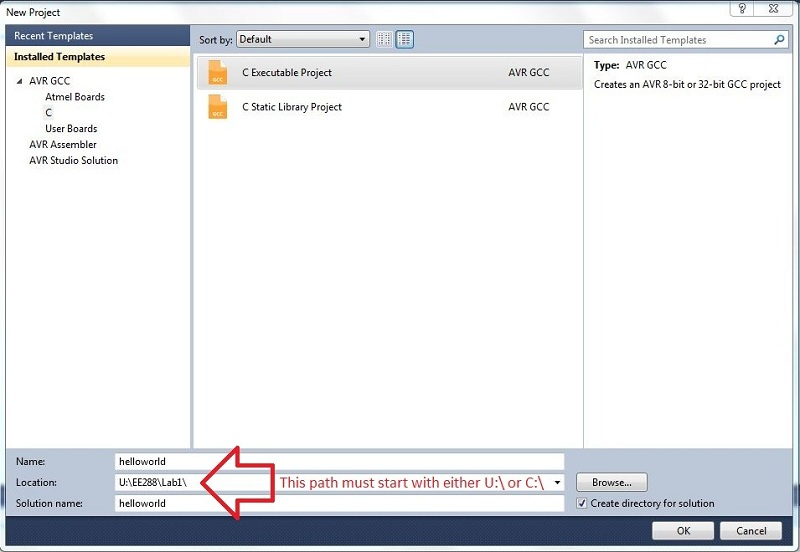 New Project
?
Recent Templates
Installed Templates
AVR GCC
Atmel Boards
C
User Boards
AVR Assembler
AVR Studio Solution
Sort by: Default
GCC C Executable Project AVR GCC
GCC C Static Library Project AVR GCC
Search Installed Templates
Type: AVR GCC
Creates an AVR 8-bit or 32-bit GCC project
Name: helloworld
Location: U:\EE288\Lab1\ This path must start with either U:\ or C:\ Browse...
Solution name: helloworld Create directory for solution
OK Cancel